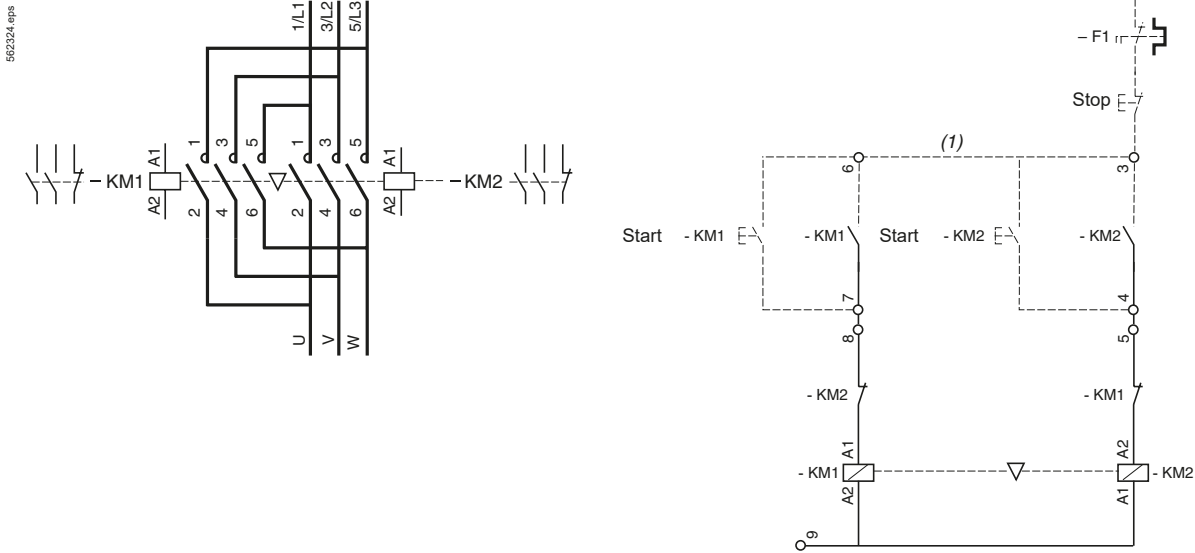 562324.eps
1/L1
3/L2
5/L3
1
3
5
1
3
5
– KM1
A1
A2
A1
A2
– KM2
2
4
6
2
4
6
U
V
W
– F1
Stop
(1)
6
3
Start
- KM1
- KM1
Start
- KM2
- KM2
7
4
8
5
- KM2
- KM1
A1
A2
- KM1
- KM2
A2
A1
9